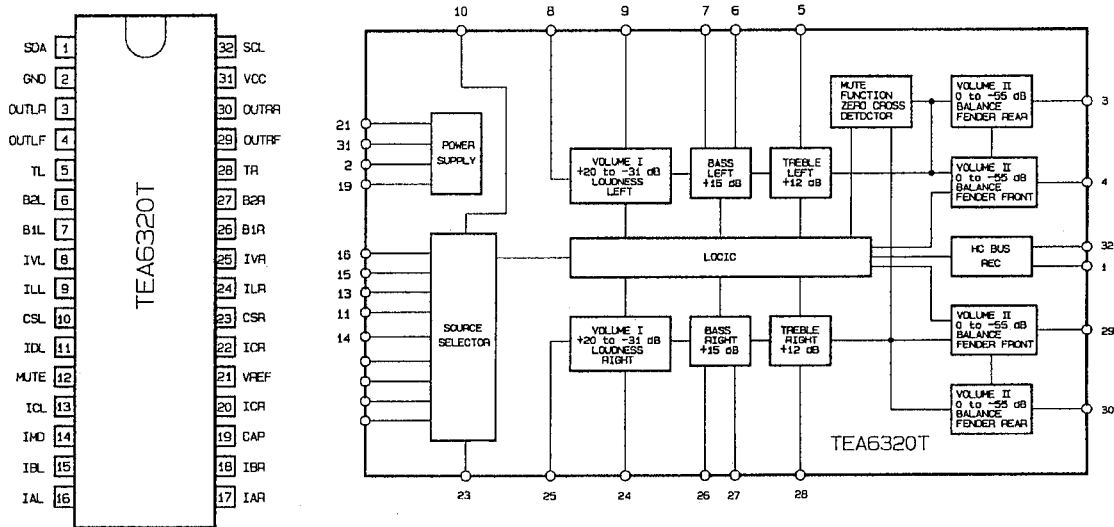 SDA 1
GND 2
OUTLR 3
OUTLF 4
TL 5
B2L 6
B1L 7
IVL 8
ILL 9
CSL 10
IDL 11
MUTE 12
ICL 13
IMD 14
IBL 15
IAL 16
TEA6320T
32 SCL
31 VCC
30 OUTRR
29 OUTRF
28 TR
27 B2R
26 B1R
25 IVR
24 ILR
23 CSR
22 ICR
21 VREF
20 ICR
19 CAP
18 IBR
17 IAR
10 8 9 7 6 5
21
31
2
19
POWER
SUPPLY
VOLUME I
+20 to -31 dB
LOUDNESS
LEFT
BASS
LEFT
+15 dB
TREBLE
LEFT
+12 dB
MUTE
FUNCTION
ZERO CROSS
DETDCTOR
VOLUME II
0 to -55 dB
BALANCE
FENDER REAR
3
VOLUME II
0 to -55 dB
BALANCE
FENDER FRONT
4
16
15
13
11
14
SOURCE
SELECTOR
LOGIC
HC BUS
REC
32
1
VOLUME I
+20 to -31 dB
LOUDNESS
RIGHT
BASS
RIGHT
+15 dB
TREBLE
RIGHT
+12 dB
VOLUME II
0 to -55 dB
BALANCE
FENDER FRONT
29
VOLUME II
0 to -55 dB
BALANCE
FENDER REAR
30
TEA6320T
23 25 24 26 27 28